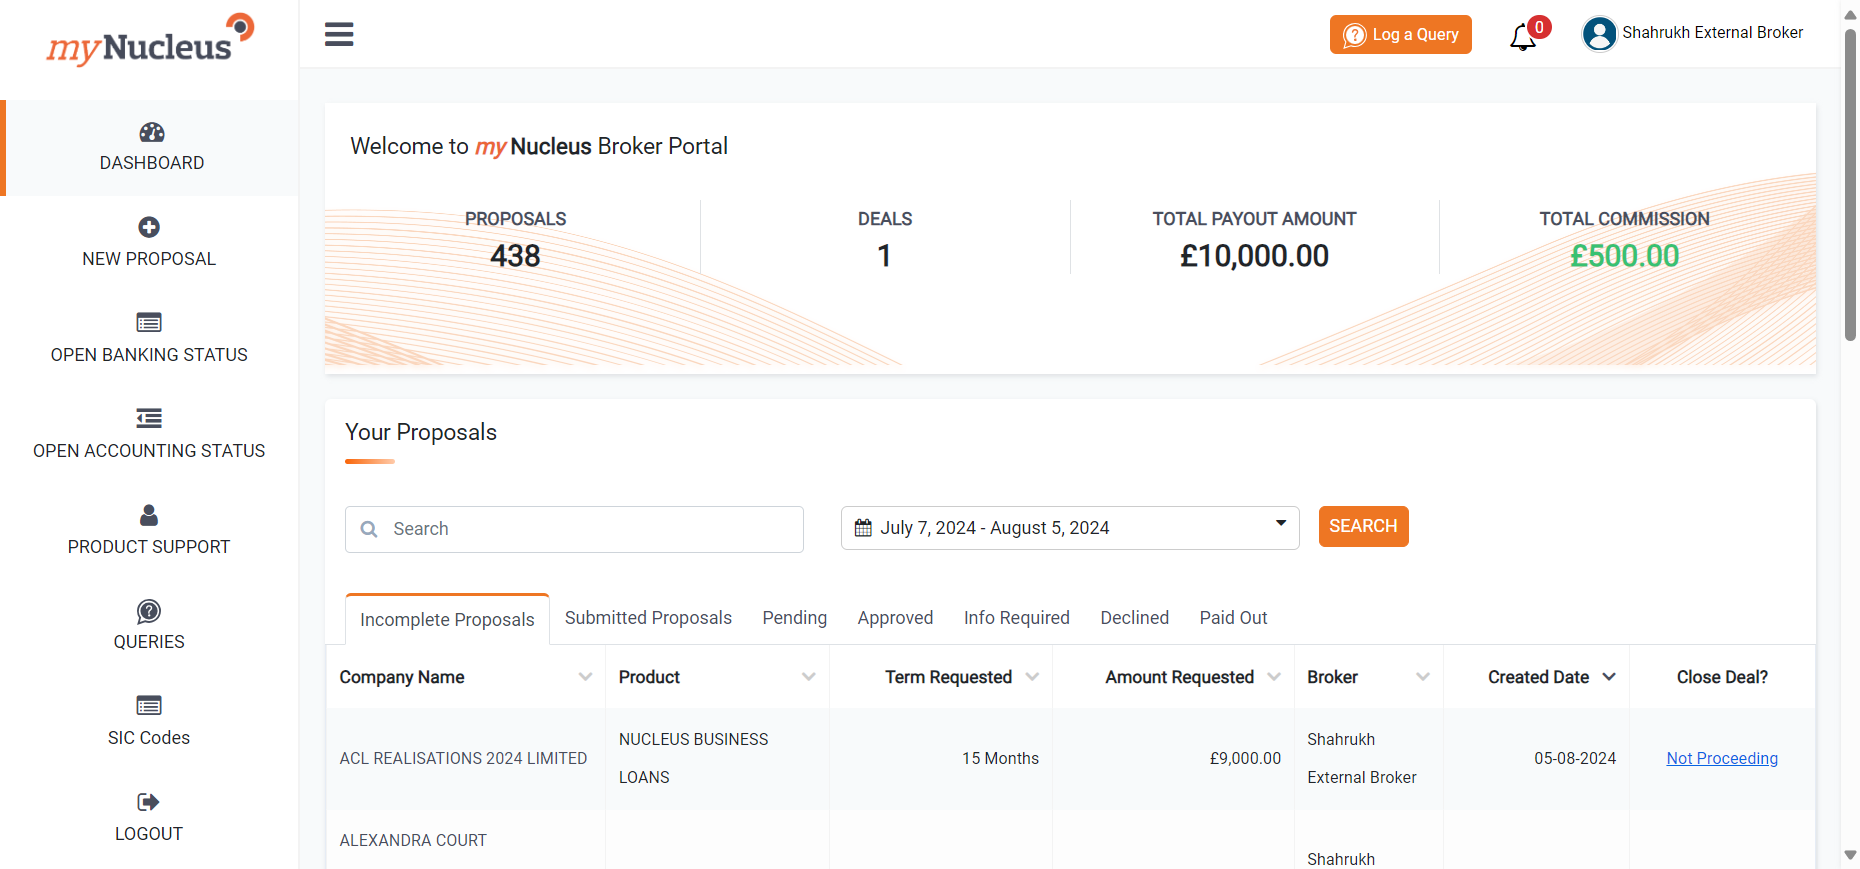 myNucleus
DASHBOARD
NEW PROPOSAL
OPEN BANKING STATUS
OPEN ACCOUNTING STATUS
PRODUCT SUPPORT
QUERIES
SIC Codes
LOGOUT
Log a Query
0
Shahrukh External Broker
Welcome to my Nucleus Broker Portal
PROPOSALS
438
DEALS
1
TOTAL PAYOUT AMOUNT
£10,000.00
TOTAL COMMISSION
£500.00
Your Proposals
Search
July 7, 2024 - August 5, 2024
SEARCH
Incomplete Proposals Submitted Proposals Pending Approved Info Required Declined Paid Out
Company Name Product Term Requested Amount Requested Broker Created Date Close Deal?
ACL REALISATIONS 2024 LIMITED
NUCLEUS BUSINESS
LOANS
15 Months
£9,000.00
Shahrukh
External Broker
05-08-2024
Not Proceeding
ALEXANDRA COURT
Shahrukh